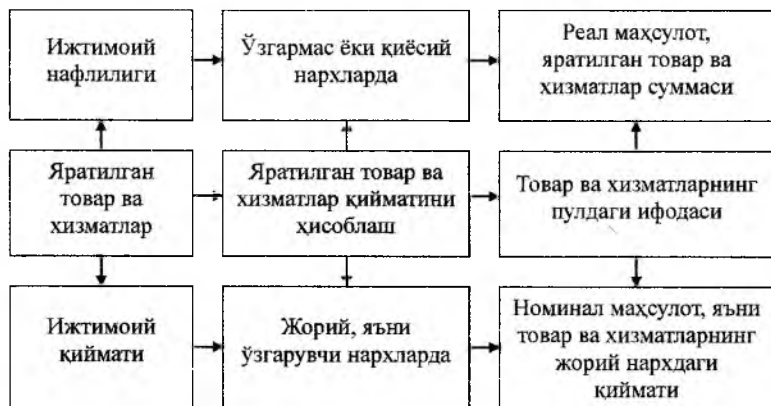 Ижтимоий
нафлилиги
Ўзгармас ёки қиёсий
нархларда
Реал маҳсулот,
яратилган товар ва
хизматлар суммаси
Яратилган
товар ва
хизматлар
Яратилган товар ва
хизматлар қийматини
ҳисоблаш
Товар ва хизматларнинг
пулдаги ифодаси
Ижтимоий
қиймати
Жорий, яъни
ўзгарувчи нархларда
Номинал маҳсулот, яъни
товар ва хизматларнинг
жорий нархдаги
қиймати